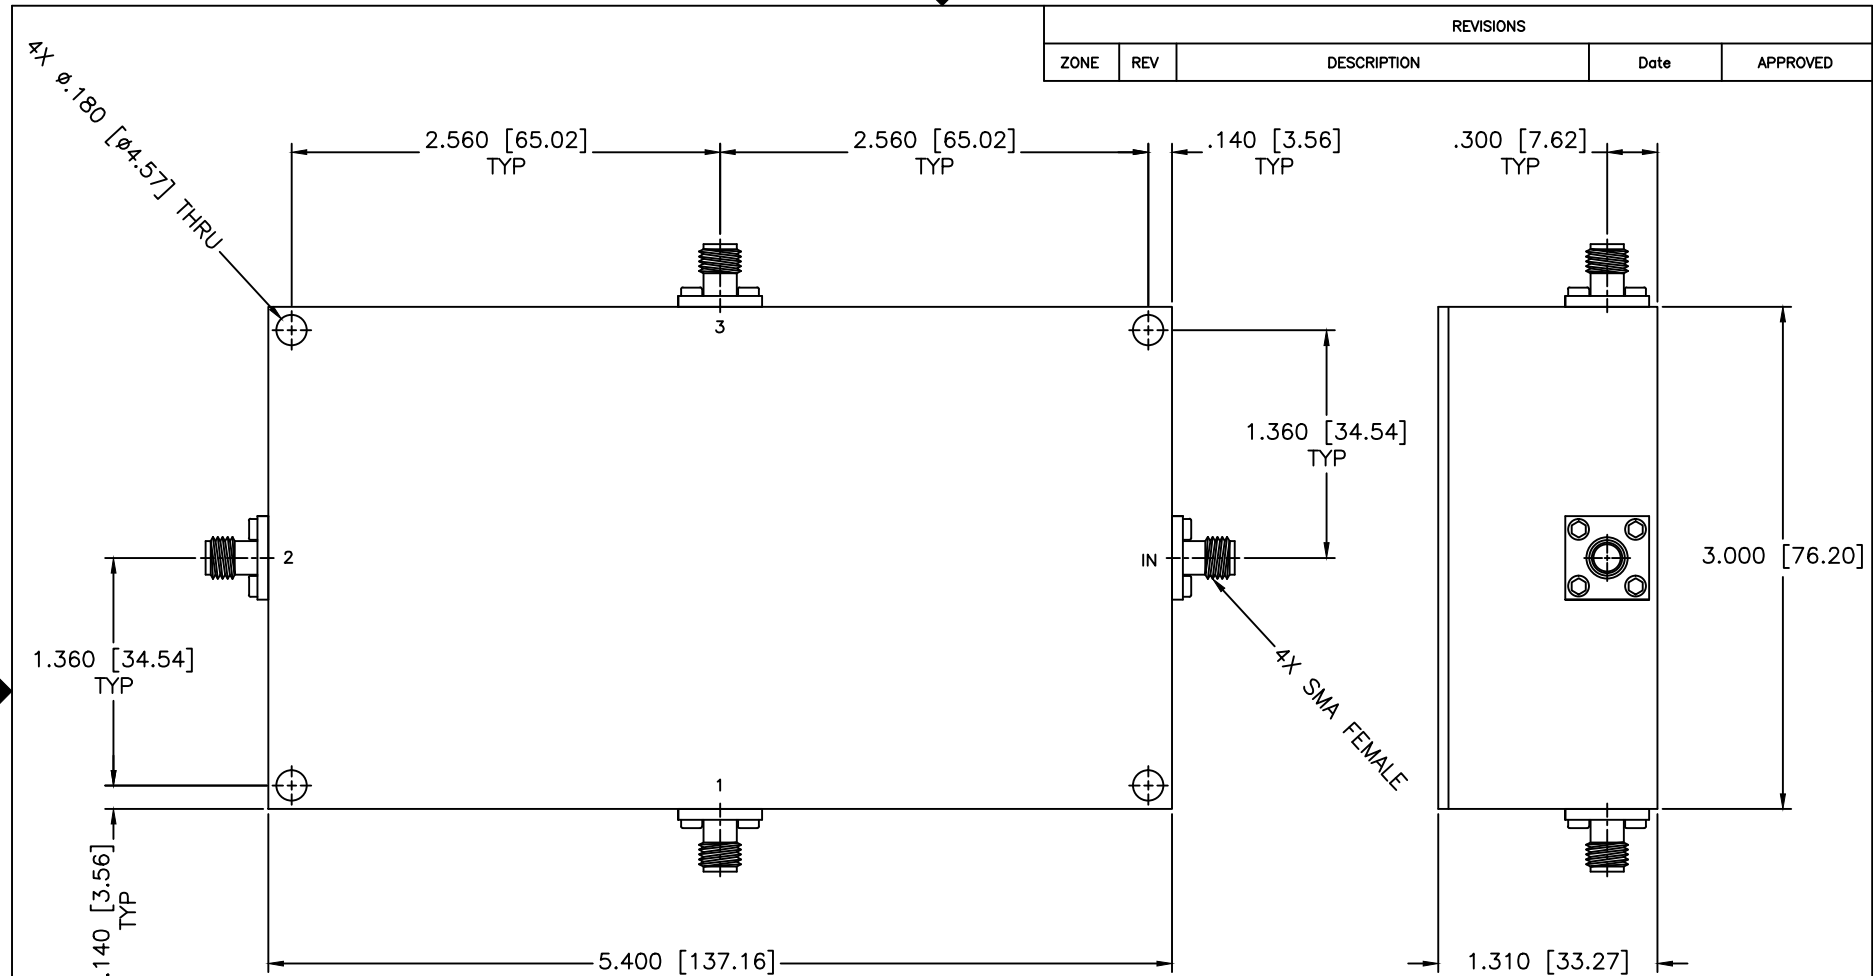 REVISIONS
ZONE REV DESCRIPTION Date APPROVED
4X ø.180 [ø4.57] THRU
2.560 [65.02]
TYP
2.560 [65.02]
TYP
.140 [3.56]
TYP
.300 [7.62]
TYP
3
1.360 [34.54]
TYP
2
IN
3.000 [76.20]
1.360 [34.54]
TYP
4X SMA FEMALE
1
.140 [3.56]
TYP
5.400 [137.16]
1.310 [33.27]